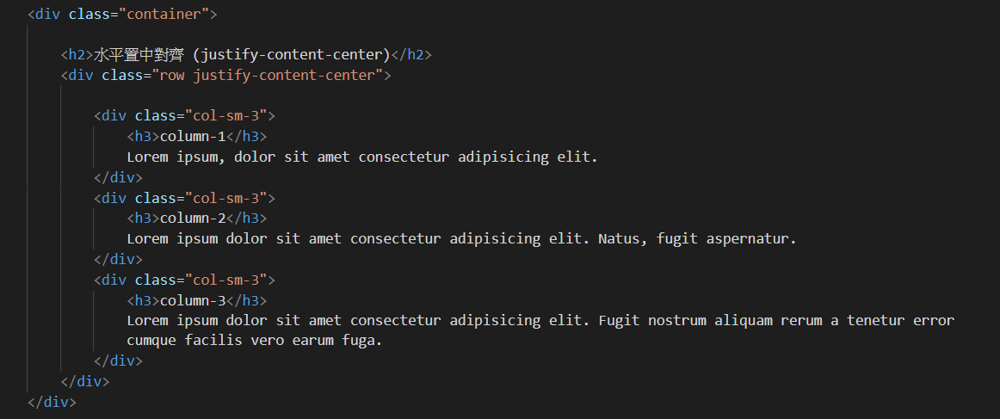 <div class="container">
<h2>水平置中對齊 (justify-content-center)</h2>
<div class="row justify-content-center">
<div class="col-sm-3">
<h3>column-1</h3>
Lorem ipsum, dolor sit amet consectetur adipisicing elit.
</div>
<div class="col-sm-3">
<h3>column-2</h3>
Lorem ipsum dolor sit amet consectetur adipisicing elit. Natus, fugit aspernatur.
</div>
<div class="col-sm-3">
<h3>column-3</h3>
Lorem ipsum dolor sit amet consectetur adipisicing elit. Fugit nostrum aliquam rerum a tenetur error
cumque facilis vero earum fuga.
</div>
</div>
</div>